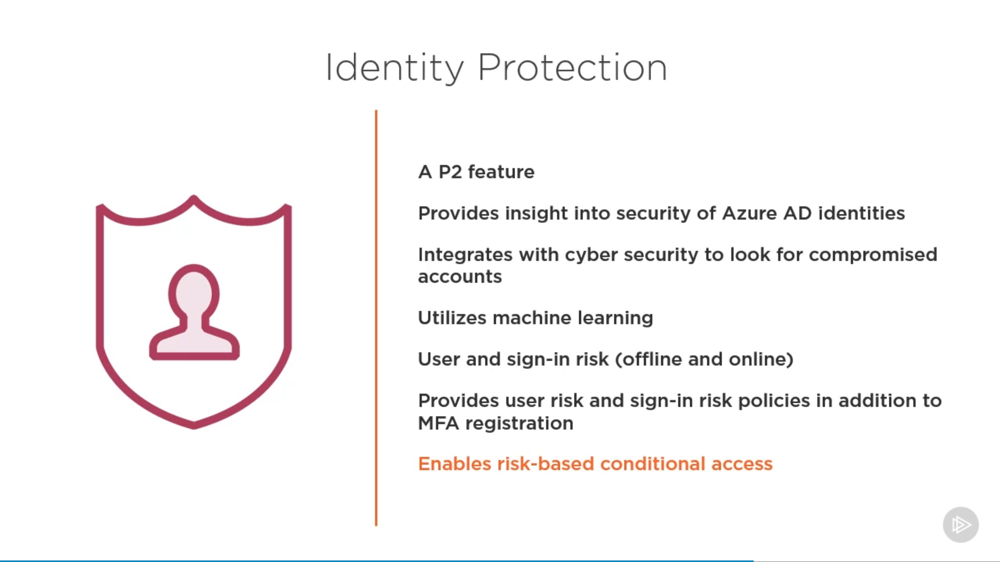 Identity Protection
A P2 feature
Provides insight into security of Azure AD identities
Integrates with cyber security to look for compromised
accounts
Utilizes machine learning
User and sign-in risk (offline and online)
Provides user risk and sign-in risk policies in addition to
MFA registration
Enables risk-based conditional access